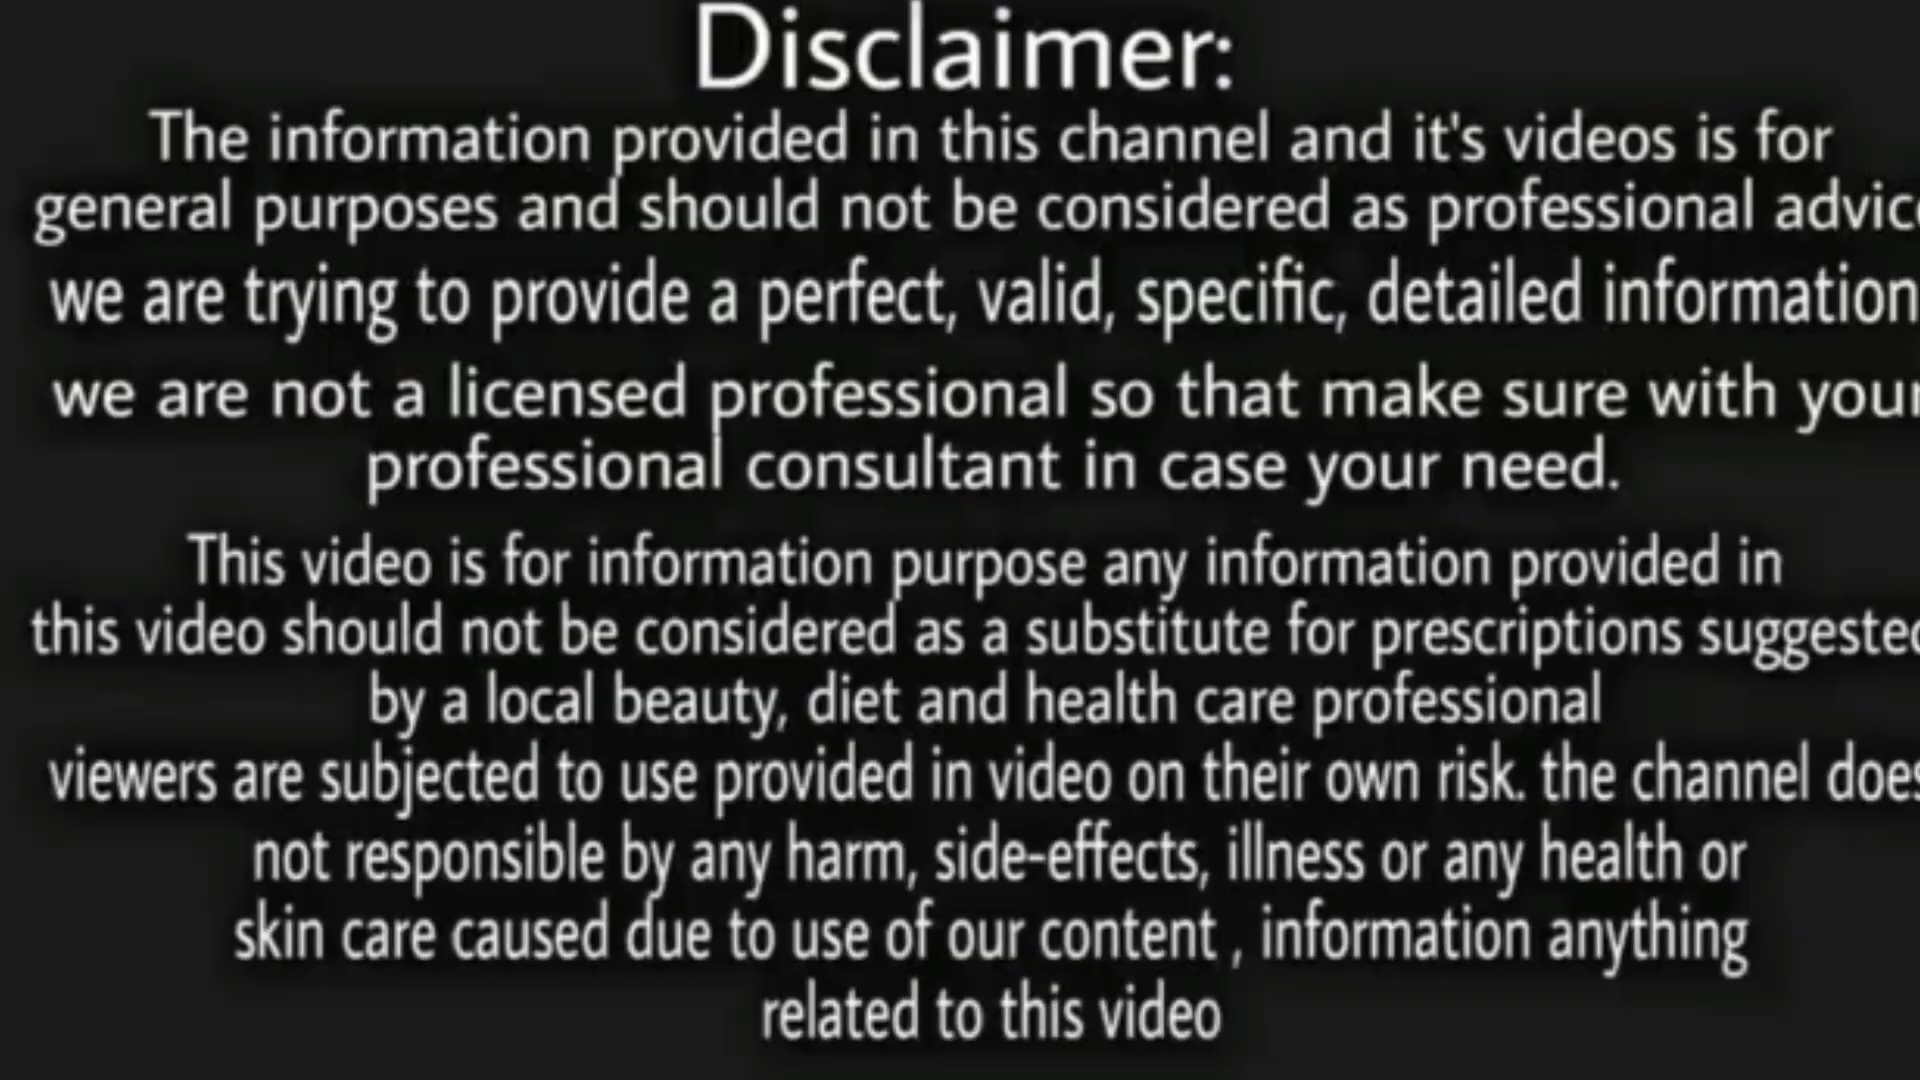 Disclaimer:
The information provided in this channel and it's videos is for
general purposes and should not be considered as professional advice
we are trying to provide a perfect, valid, specific, detailed information
we are not a licensed professional so that make sure with your
professional consultant in case your need.
This video is for information purpose any information provided in
this video should not be considered as a substitute for prescriptions suggested
by a local beauty, diet and health care professional
viewers are subjected to use provided in video on their own risk. the channel does
not responsible by any harm, side-effects, illness or any health or
skin care caused due to use of our content , information anything
related to this video